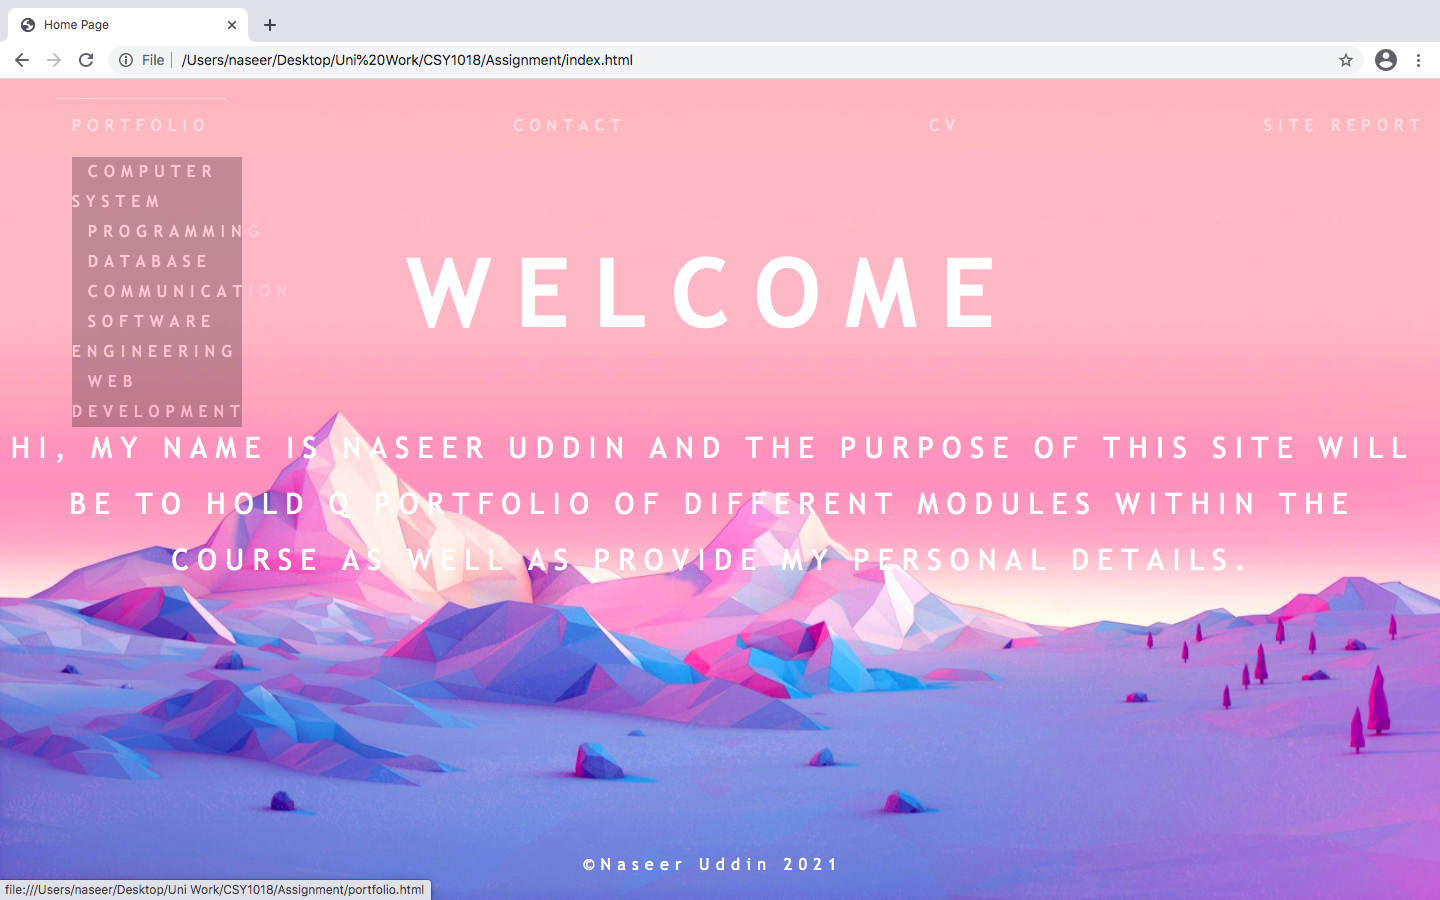 Home Page
File | /Users/naseer/Desktop/Uni%20Work/CSY1018/Assignment/index.html
PORTFOLIO CONTACT CV SITE REPORT
COMPUTER
SYSTEM
PROGRAMMING
DATABASE
COMMUNICATION
SOFTWARE
ENGINEERING
WEB
DEVELOPMENT
WELCOME
HI, MY NAME IS NASEER UDDIN AND THE PURPOSE OF THIS SITE WILL
BE TO HOLD Q PORTFOLIO OF DIFFERENT MODULES WITHIN THE
COURSE AS WELL AS PROVIDE MY PERSONAL DETAILS.
©Naseer Uddin 2021
file:///Users/naseer/Desktop/Uni Work/CSY1018/Assignment/portfolio.html